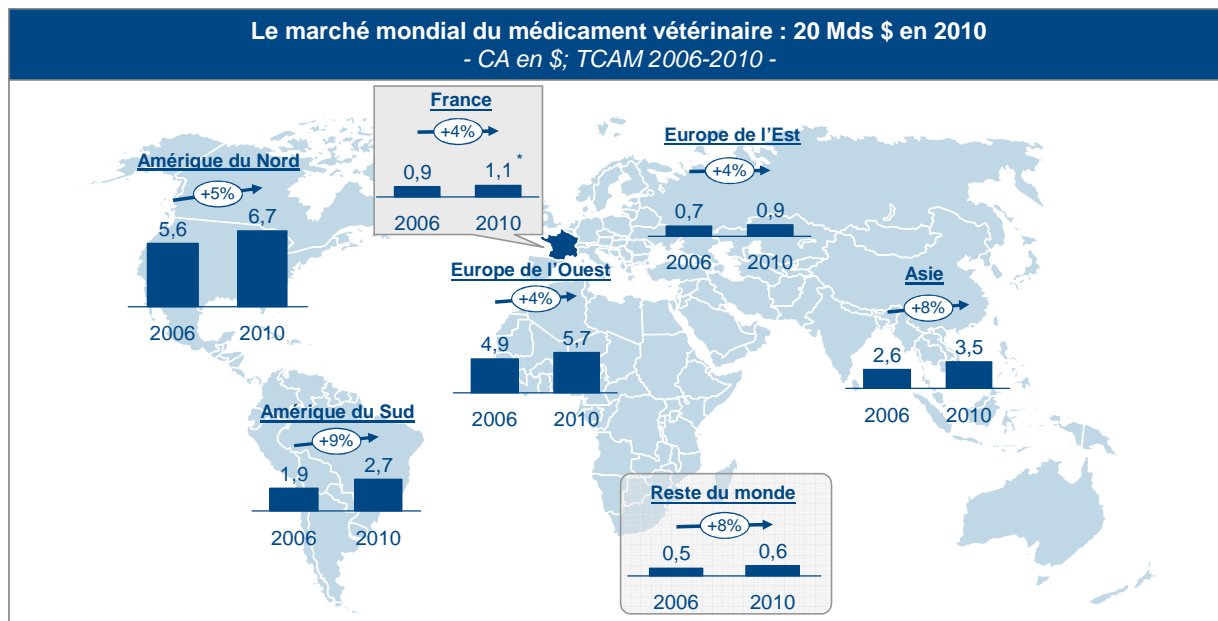 Le marché mondial du médicament vétérinaire : 20 Mds $ en 2010
- CA en $; TCAM 2006-2010 -
France
+4%
0,9 1,1 *
2006 2010
Europe de l’Est
+4%
0,7 0,9
2006 2010
Amérique du Nord
+5%
5,6 6,7
2006 2010
Europe de l’Ouest
+4%
4,9 5,7
2006 2010
Asie
+8%
2,6 3,5
2006 2010
Amérique du Sud
+9%
1,9 2,7
2006 2010
Reste du monde
+8%
0,5 0,6
2006 2010